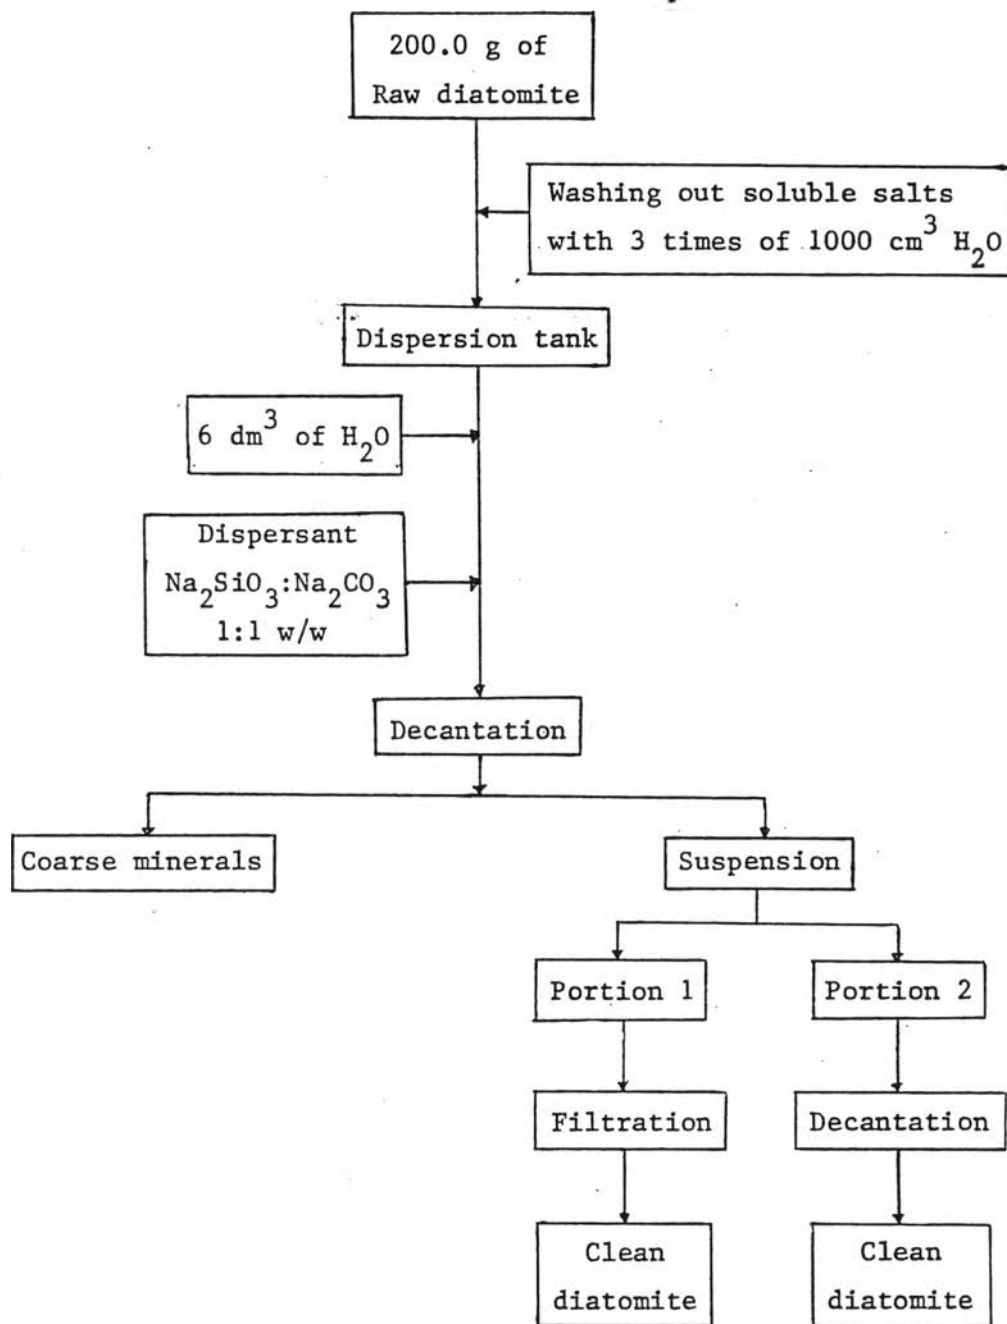 200.0 g of
Raw diatomite
Washing out soluble salts
with 3 times of 1000 cm³ H₂O
Dispersion tank
6 dm³ of H₂O
Dispersant
Na₂SiO₃:Na₂CO₃
1:1 w/w
Decantation
Coarse minerals
Suspension
Portion 1
Portion 2
Filtration
Decantation
Clean
diatomite
Clean
diatomite